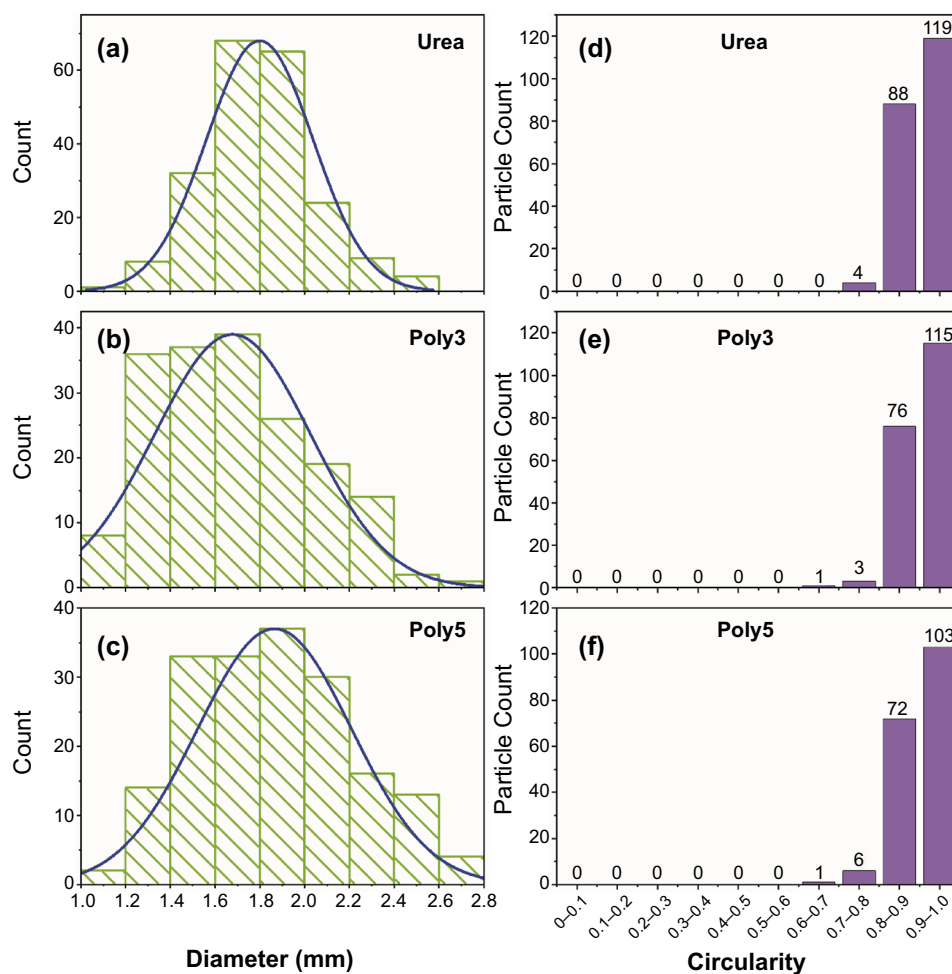 (a) Urea
Count
60
40
20
0
(b) Poly3
Count
40
30
20
10
0
(c) Poly5
Count
40
30
20
10
0
1.0 1.2 1.4 1.6 1.8 2.0 2.2 2.4 2.6 2.8
Diameter (mm)
(d) Urea
Particle Count
120
100
80
60
40
20
0
0 0 0 0 0 0 0 4 88 119
(e) Poly3
Particle Count
120
100
80
60
40
20
0
0 0 0 0 0 0 1 3 76 115
(f) Poly5
Particle Count
120
100
80
60
40
20
0
0 0 0 0 0 0 1 6 72 103
0–0.1 0.1–0.2 0.2–0.3 0.3–0.4 0.4–0.5 0.5–0.6 0.6–0.7 0.7–0.8 0.8–0.9 0.9–1.0
Circularity